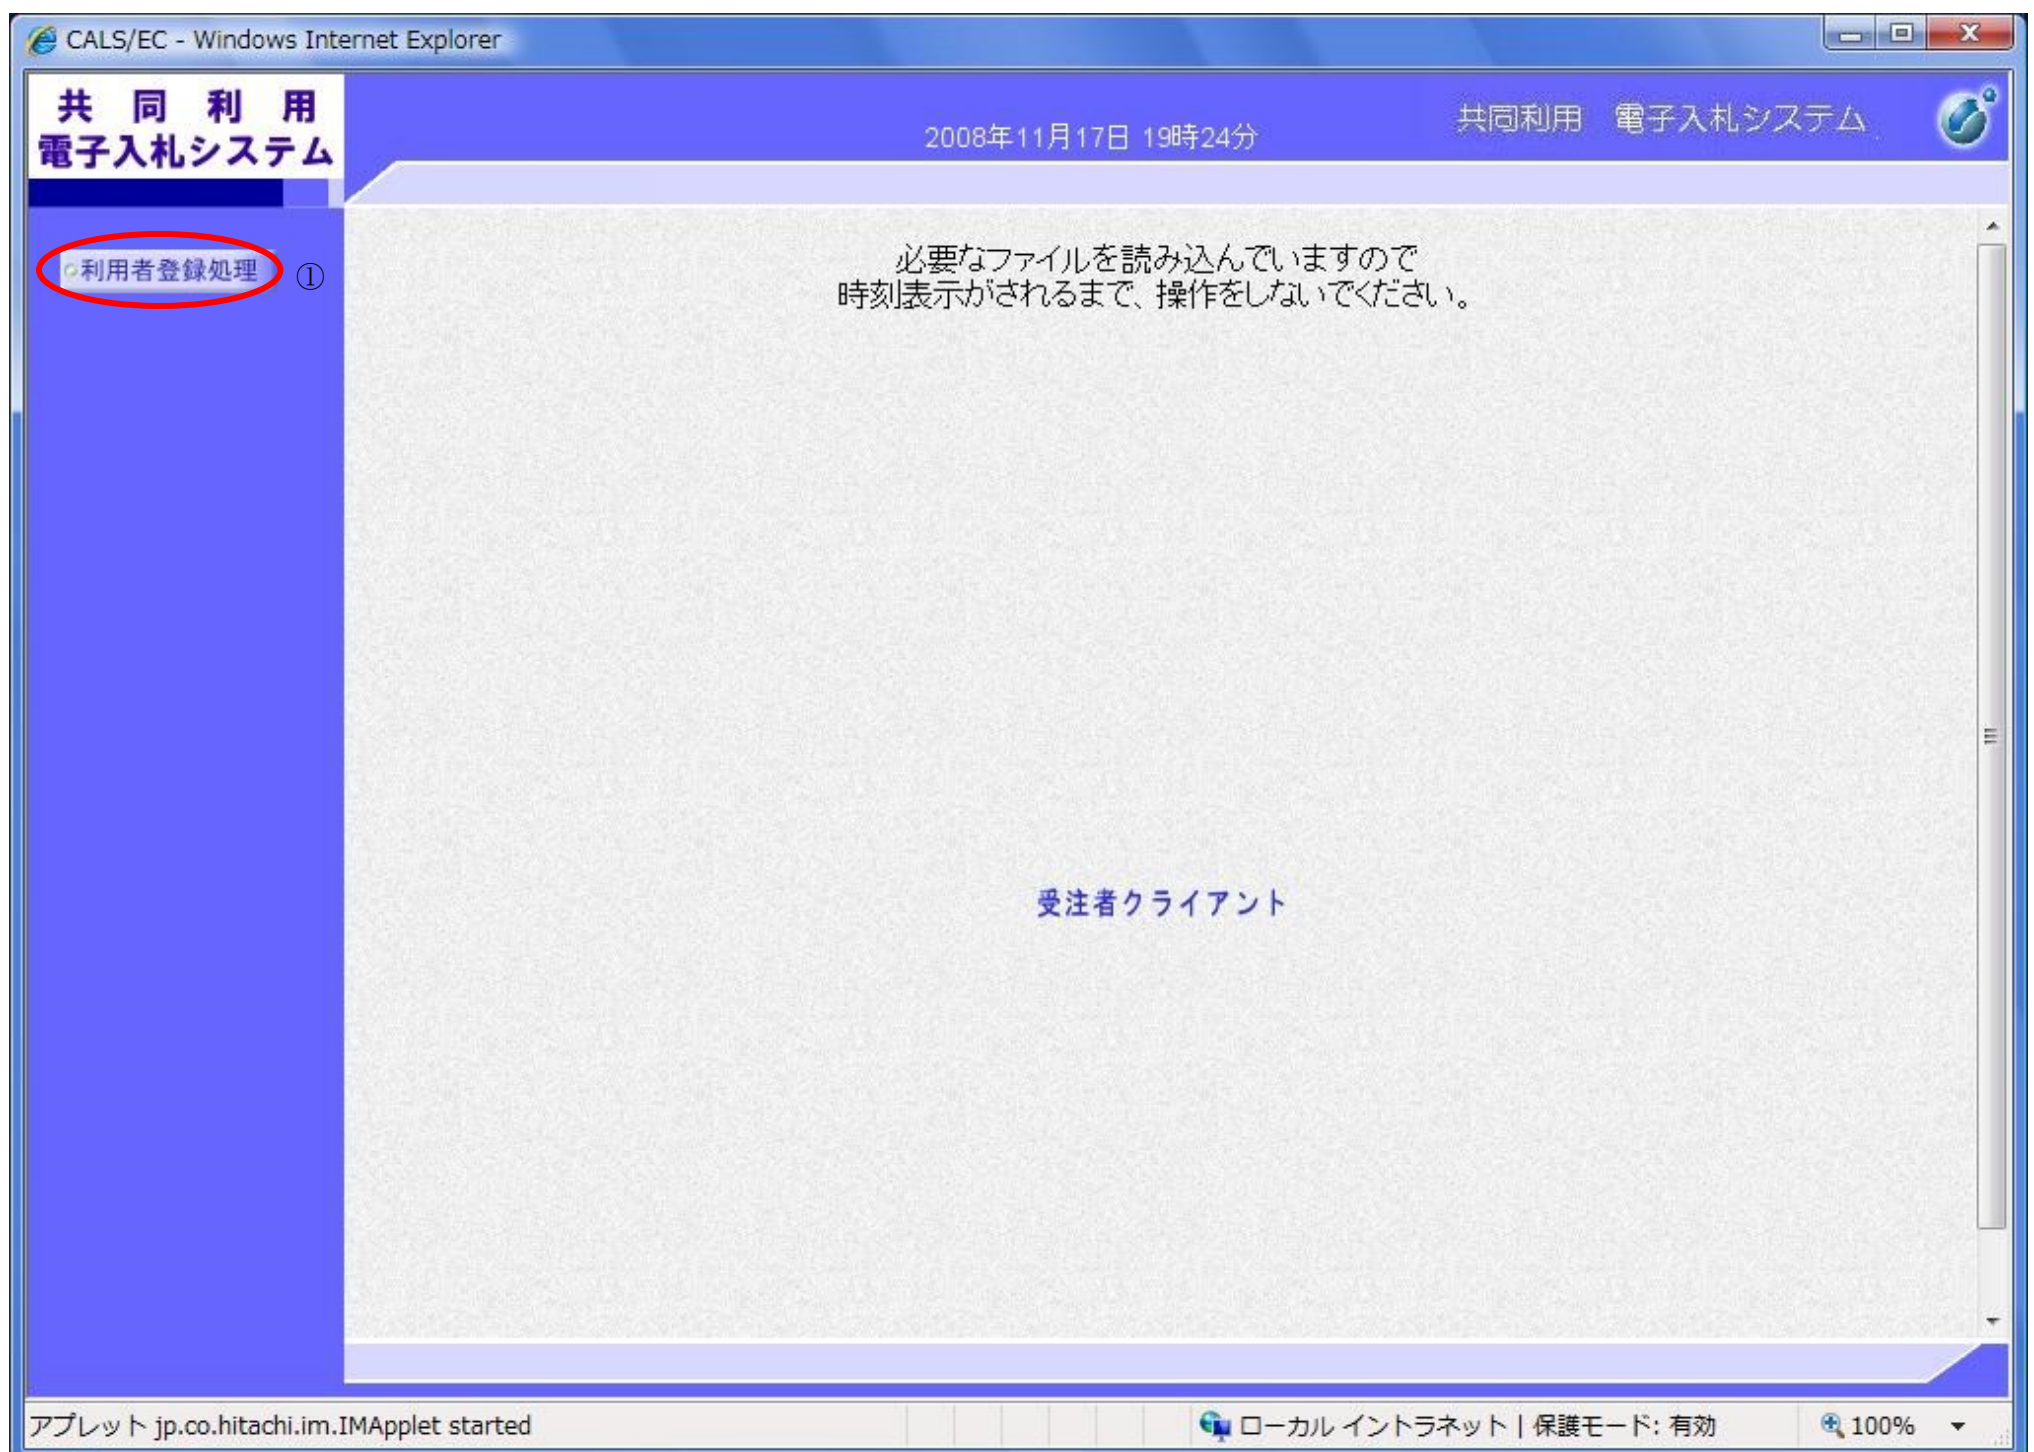 CALS/EC - Windows Internet Explorer
共同利用
電子入札システム
2008年11月17日 19時24分
共同利用 電子入札システム
利用者登録処理 ①
必要なファイルを読み込んでいますので
時刻表示がされるまで、操作をしないでください。
受注者クライアント
アプレット jp.co.hitachi.im.IMApplet started
ローカル イントラネット | 保護モード: 有効
100%